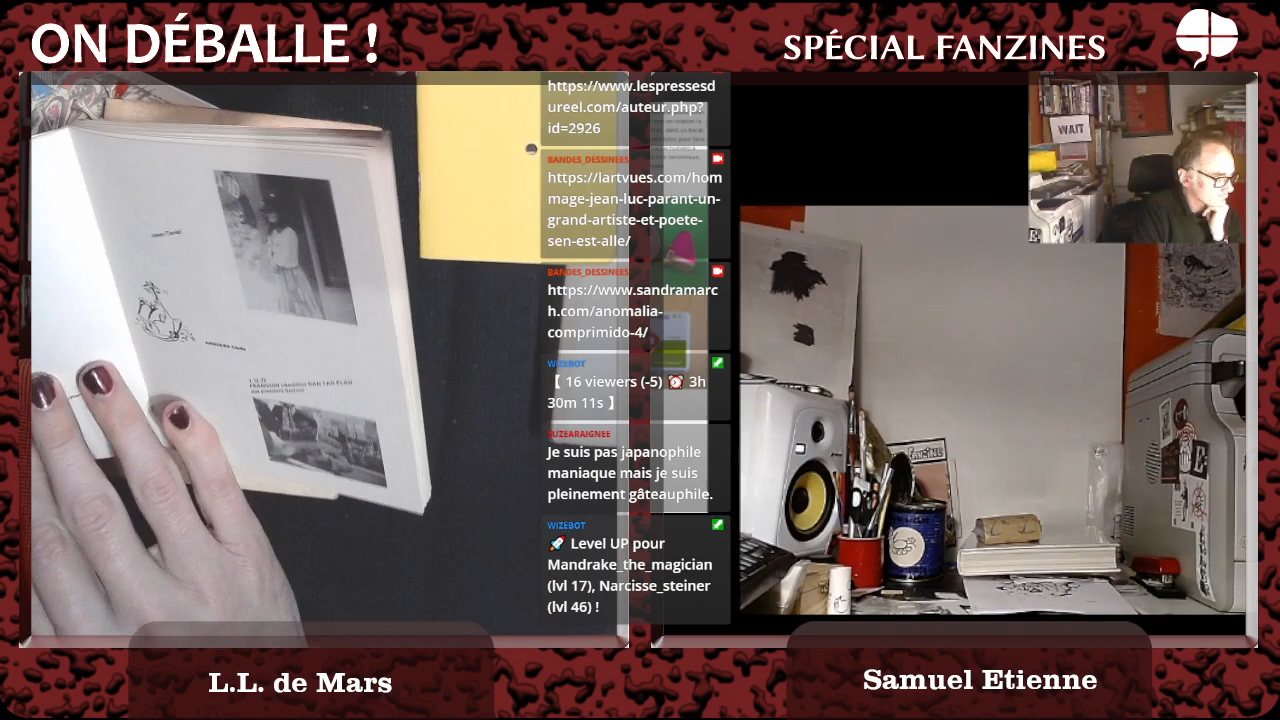 ON DÉBALLE !
SPÉCIAL FANZINES
https://www.lespressesd
ureel.com/auteur.php?
id=2926
BANDES_DESSINEES
https://lartvues.com/hom
mage-jean-luc-parant-un-
grand-artiste-et-poete-
sen-est-alle/
BANDES_DESSINEES
https://www.sandramarc
h.com/anomalia-
comprimido-4/
WIZEBOT
【 16 viewers (-5) ⏰ 3h
30m 11s 】
Je suis pas japanophile
maniaque mais je suis
pleinement gâteauphile.
WIZEBOT
🚀 Level UP pour
Mandrake_the_magician
(lvl 17), Narcisse_steiner
(lvl 46) !
WAIT
FANZINE
L.L. de Mars
Samuel Etienne